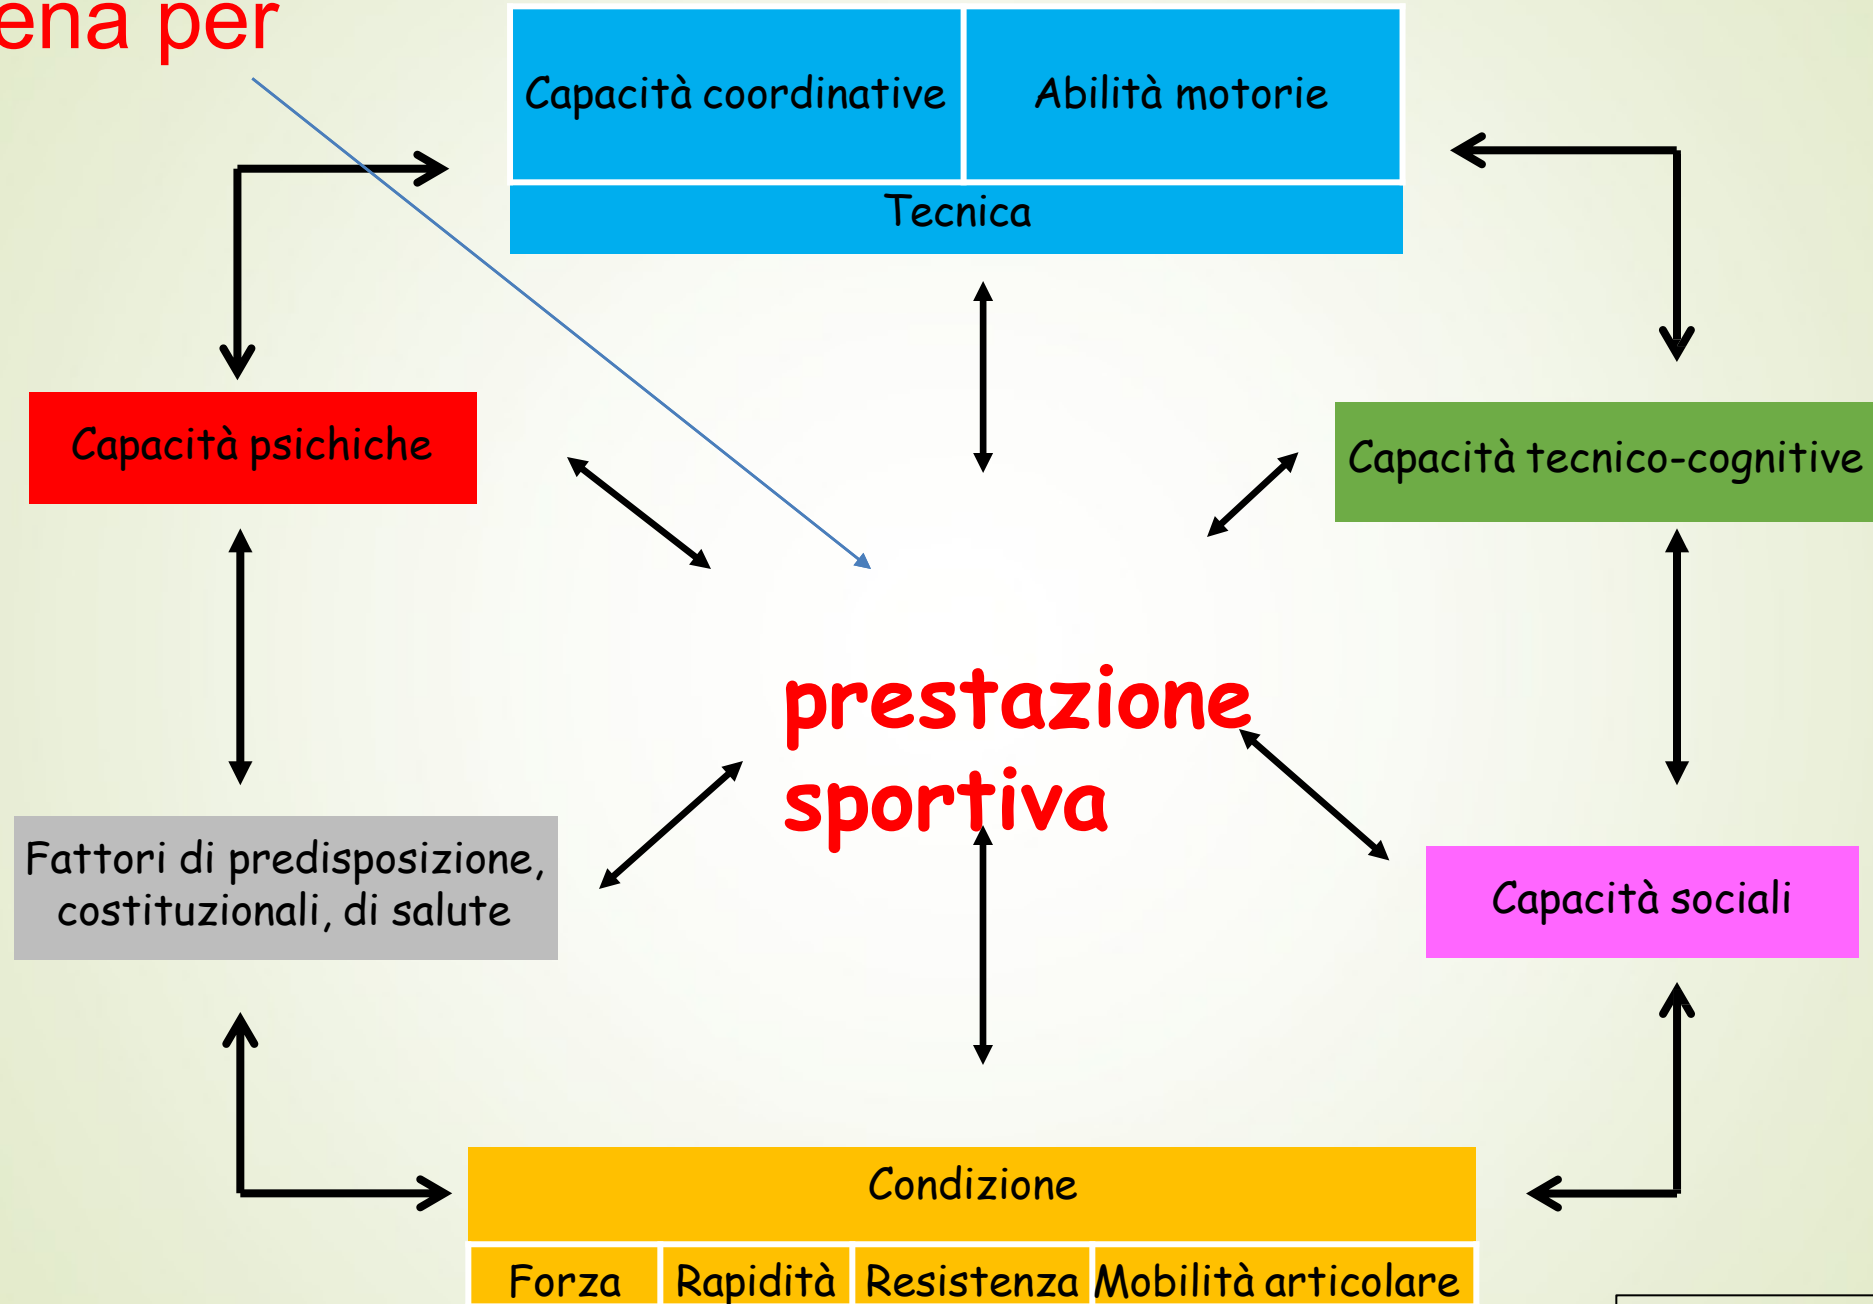 ena per
Capacità coordinative
Abilità motorie
Tecnica
Capacità psichiche
Capacità tecnico-cognitive
prestazione
sportiva
Fattori di predisposizione,
costituzionali, di salute
Capacità sociali
Condizione
Forza
Rapidità
Resistenza
Mobilità articolare